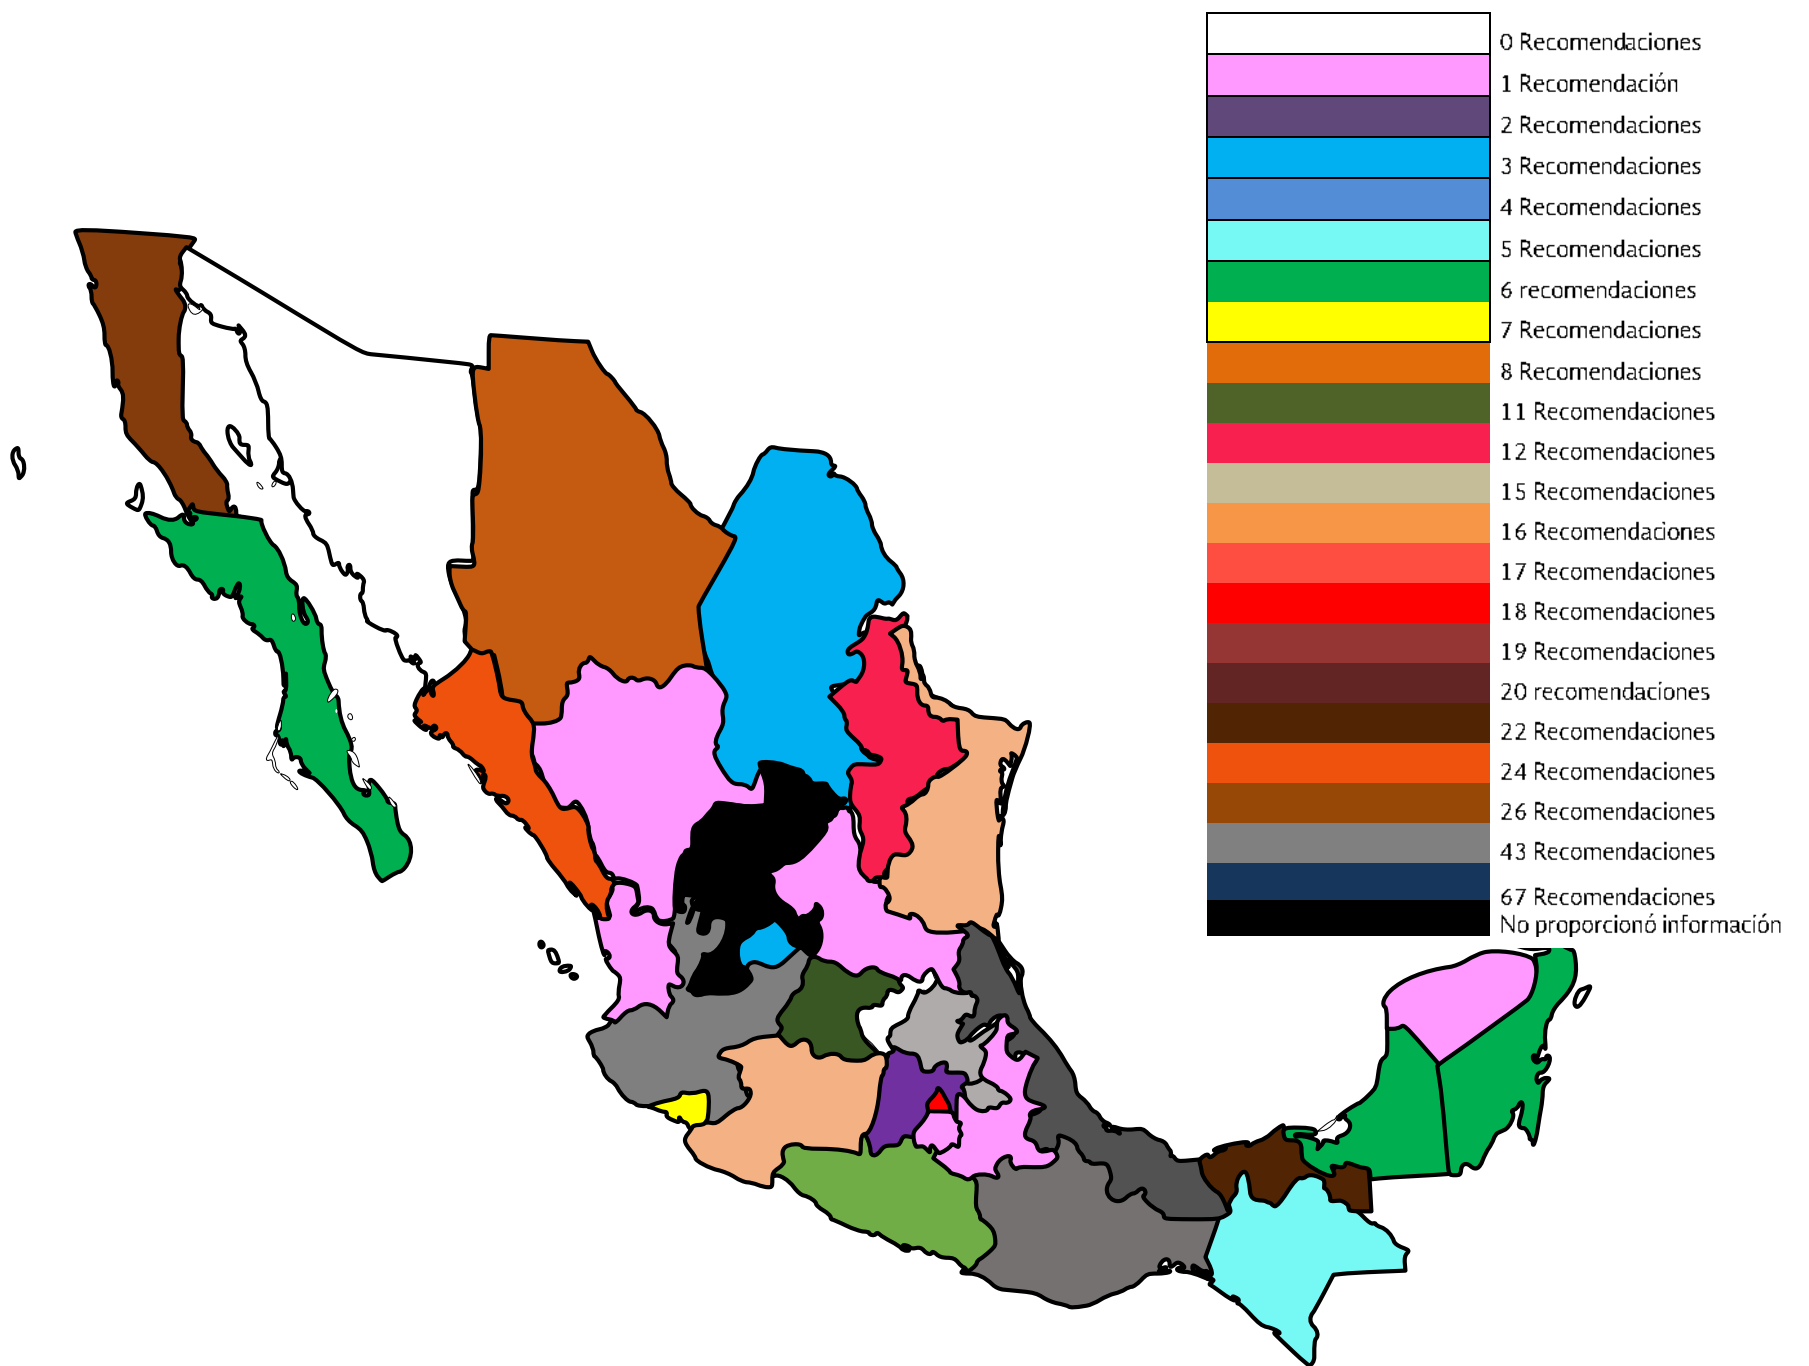 0 Recomendaciones
1 Recomendación
2 Recomendaciones
3 Recomendaciones
4 Recomendaciones
5 Recomendaciones
6 recomendaciones
7 Recomendaciones
8 Recomendaciones
11 Recomendaciones
12 Recomendaciones
15 Recomendaciones
16 Recomendaciones
17 Recomendaciones
18 Recomendaciones
19 Recomendaciones
20 recomendaciones
22 Recomendaciones
24 Recomendaciones
26 Recomendaciones
43 Recomendaciones
67 Recomendaciones
No proporcionó información